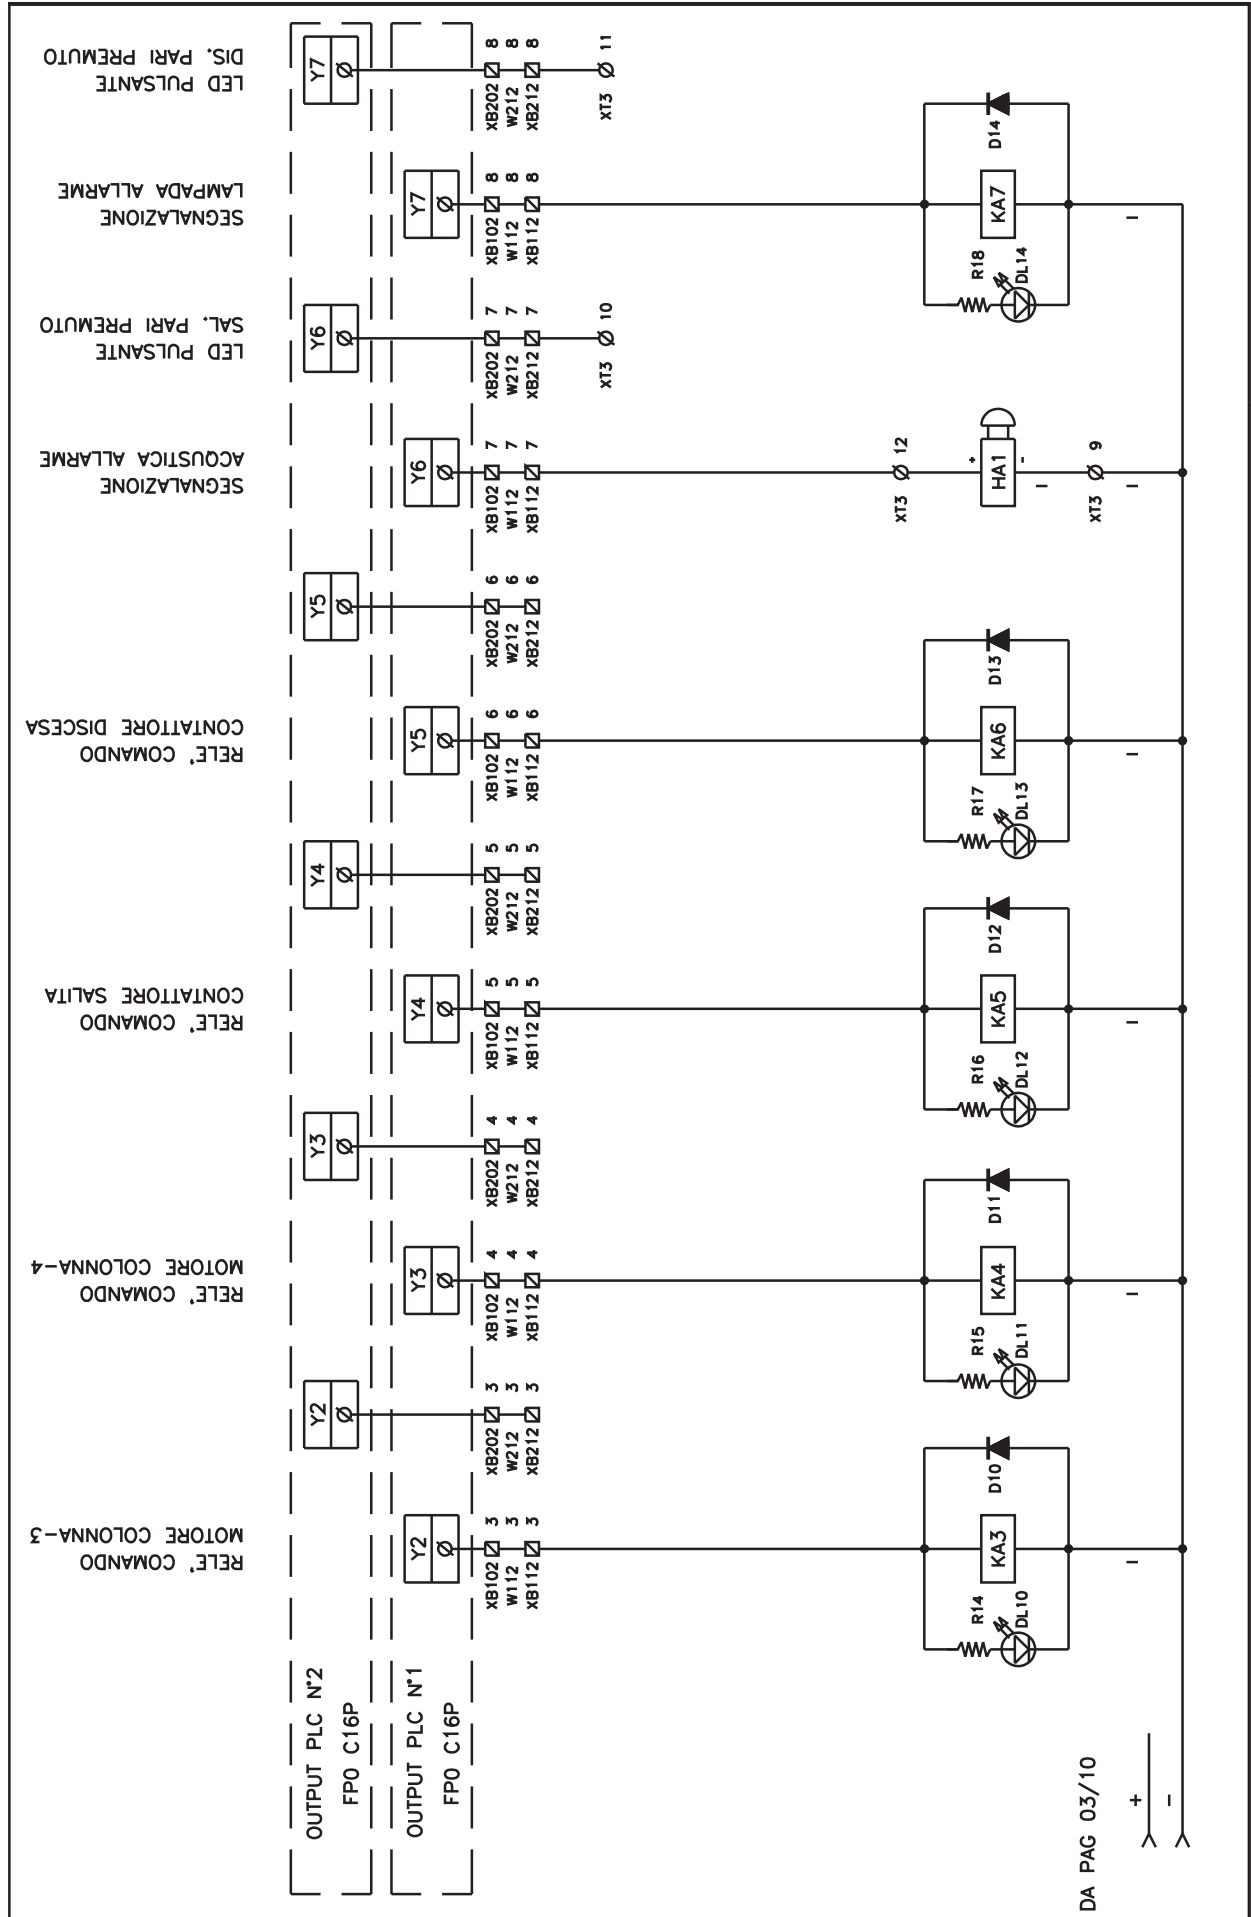 RELE' COMANDO
MOTORE COLONNA-3
RELE' COMANDO
MOTORE COLONNA-4
RELE' COMANDO
CONTATTORE SALITA
RELE' COMANDO
CONTATTORE DISCESA
SEGNALAZIONE
ACQUSTICA ALLARME
LED PULSANTE
SAL. PARI PREMUTO
SEGNALAZIONE
LAMPADA ALLARME
LED PULSANTE
DIS. PARI PREMUTO
OUTPUT PLC N°2
FP0 C16P
Y2
Y3
Y4
Y5
Y6
Y7
OUTPUT PLC N°1
FP0 C16P
Y2
Y3
Y4
Y5
Y6
Y7
XB102 3
W112 3
XB112 3
XB202 3
W212 3
XB212 3
XB102 4
W112 4
XB112 4
XB202 4
W212 4
XB212 4
XB102 5
W112 5
XB112 5
XB202 5
W212 5
XB212 5
XB102 6
W112 6
XB112 6
XB202 6
W212 6
XB212 6
XB102 7
W112 7
XB112 7
XB202 7
W212 7
XB212 7
XT3 10
XB102 8
W112 8
XB112 8
XB202 8
W212 8
XB212 8
XT3 11
R14
DL10
KA3
D10
-
R15
DL11
KA4
D11
-
R16
DL12
KA5
D12
-
R17
DL13
KA6
D13
-
XT3 12
+
HA1
-
-
XT3 9
-
R18
DL14
KA7
D14
-
DA PAG 03/10
+
-